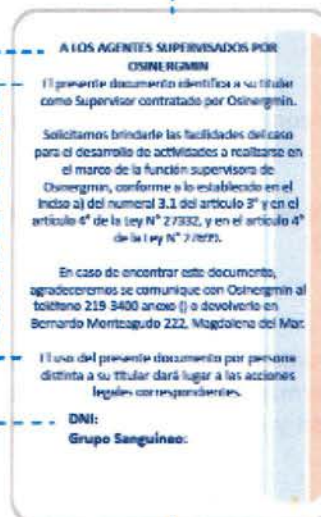 A LOS AGENTES SUPERVISADOS POR
OSINERGMIN
El presente documento identifica a su titular
como Supervisor contratado por Osinergmin.
Solicitamos brindarle las facilidades del caso
para el desarrollo de actividades a realizarse en
el marco de la función supervisora de
Osinergmin, conforme a lo establecido en el
Inciso a) del numeral 3.1 del artículo 3° y en el
artículo 4° de la Ley N° 27332, y en el artículo 4°
de la Ley N° 27699.
En caso de encontrar este documento,
agradeceremos se comunique con Osinergmin al
teléfono 219-3400 anexo () o devolverlo en
Bernardo Monteagudo 222, Magdalena del Mar.
El uso del presente documento por persona
distinta a su titular dará lugar a las acciones
legales correspondientes.
DNI:
Grupo Sanguíneo: